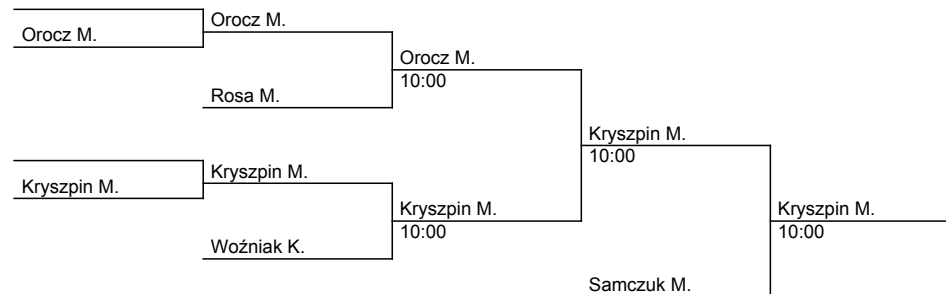 Orocz M.
Orocz M.
Orocz M.
10:00
Rosa M.
Kryszpin M.
10:00
Kryszpin M.
Kryszpin M.
Kryszpin M.
10:00
Kryszpin M.
10:00
Woźniak K.
Samczuk M.